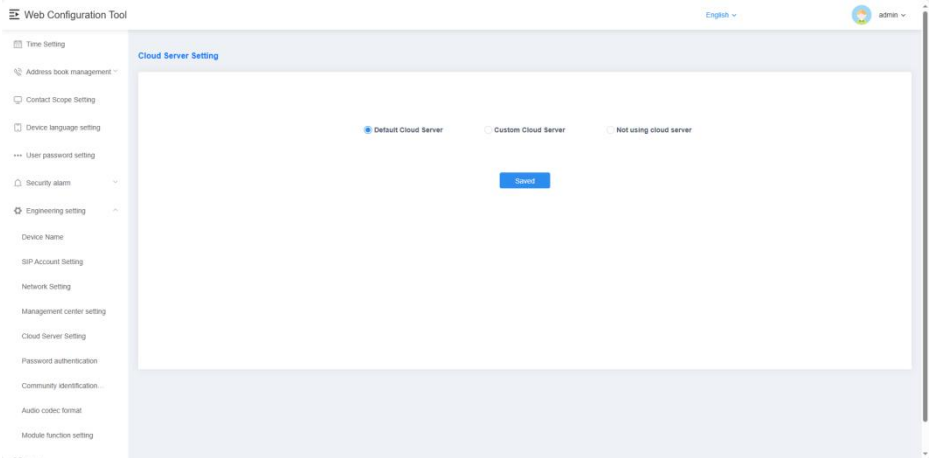 Web Configuration Tool
English
admin
Time Setting
Address book management
Contact Scope Setting
Device language setting
User password setting
Security alarm
Engineering setting
Device Name
SIP Account Setting
Network Setting
Management center setting
Cloud Server Setting
Password authentication
Community identification...
Audio codec format
Module function setting
Cloud Server Setting
Default Cloud Server
Custom Cloud Server
Not using cloud server
Saved